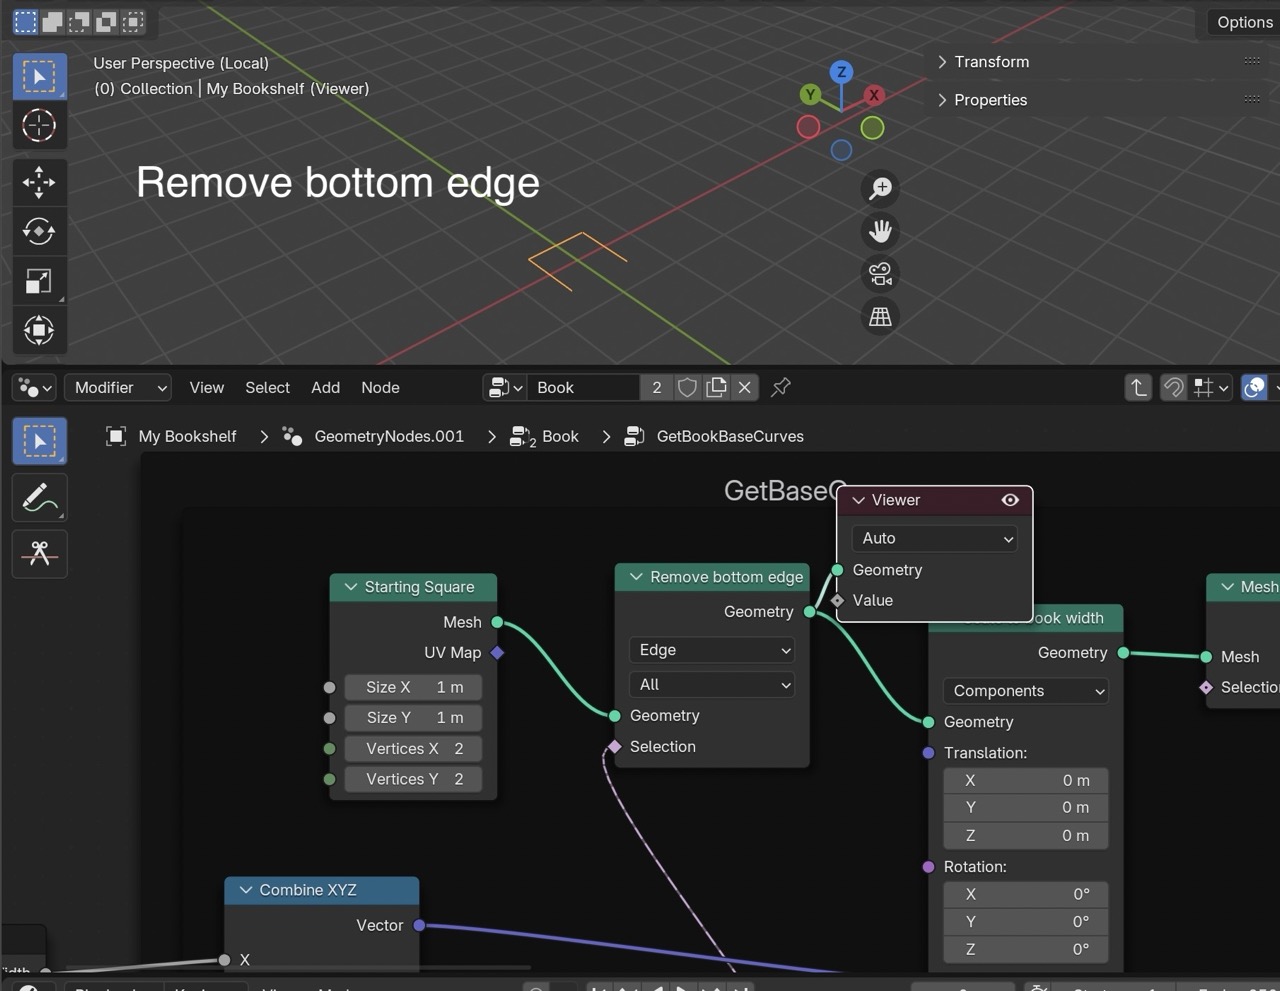 Options
User Perspective (Local)
(0) Collection | My Bookshelf (Viewer)
Z
Y
X
Transform
Properties
Remove bottom edge
Modifier
View
Select
Add
Node
Book
2
My Bookshelf
GeometryNodes.001
2
Book
GetBookBaseCurves
GetBase
Viewer
Auto
Geometry
Value
Starting Square
Mesh
UV Map
Size X 1 m
Size Y 1 m
Vertices X 2
Vertices Y 2
Remove bottom edge
Geometry
Edge
All
Geometry
Selection
book width
Geometry
Components
Geometry
Translation:
X 0 m
Y 0 m
Z 0 m
Rotation:
X 0°
Y 0°
Z 0°
Mesh
Mesh
Selectio
Combine XYZ
Vector
X